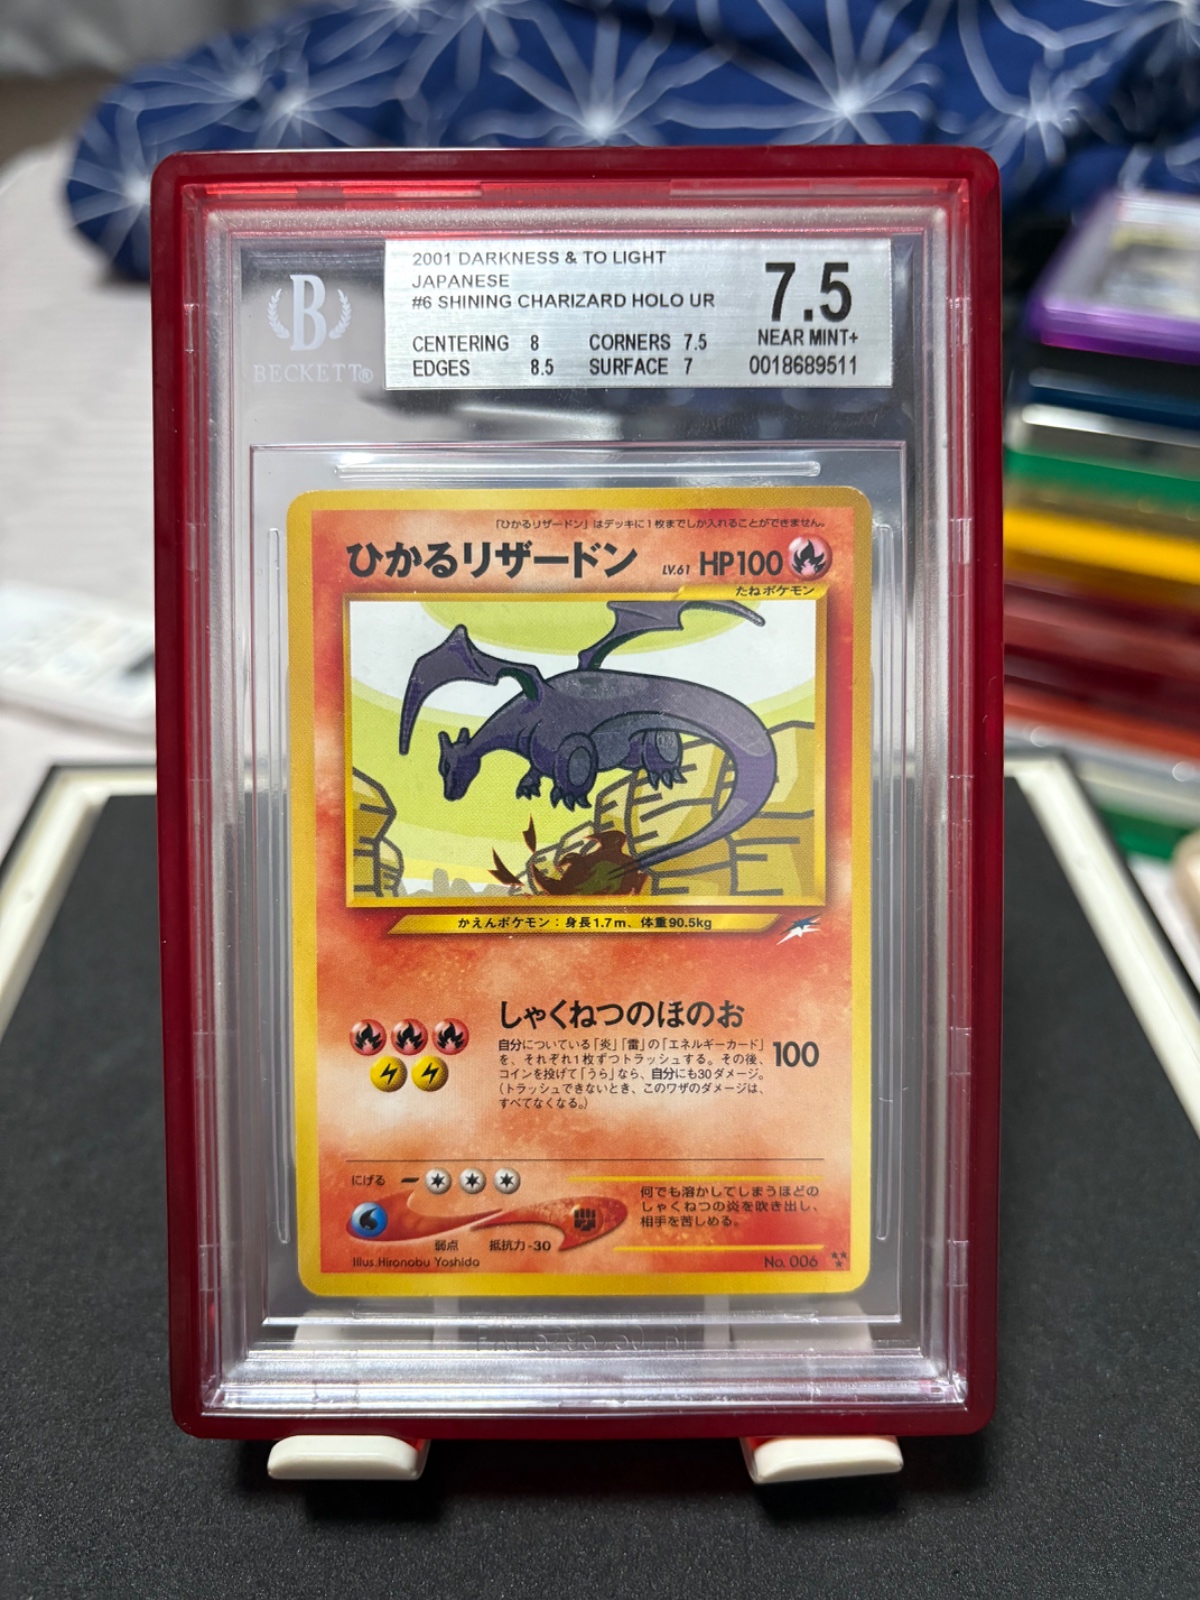 2001 DARKNESS & TO LIGHT
JAPANESE
#6 SHINING CHARIZARD HOLO UR
7.5
CENTERING 8 CORNERS 7.5
NEAR MINT+
EDGES 8.5 SURFACE 7
0018689511
B
BECKETT®
「ひかるリザードン」はデッキに1枚までしか入れることができません。
ひかるリザードン LV.61 HP100
たねポケモン
かえんポケモン：身長1.7m、体重90.5kg
しゃくねつのほのお
自分についている「炎」「雷」の「エネルギーカード」
を、それぞれ1枚ずつトラッシュする。その後、
コインを投げて「うら」なら、自分にも30ダメージ。
（トラッシュできないとき、このワザのダメージは、
すべてなくなる。）
100
にげる
弱点 抵抗力-30
何でも溶かしてしまうほどの
しゃくねつの炎を吹き出し、
相手を苦しめる。
Illus.Hironobu Yoshida
No. 006 ★★★